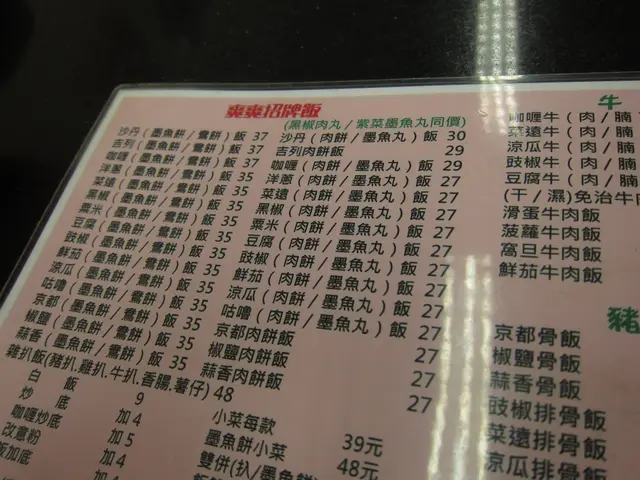 爽爽招牌飯
(黑椒肉丸/紫菜墨魚丸同價)
沙丹(墨魚餅/鴛餅)飯 37
吉列(墨魚餅/鴛餅)飯 37
咖喱(墨魚餅/鴛餅)飯 37
洋蔥(墨魚餅/鴛餅)飯 35
菜遠(墨魚餅/鴛餅)飯 35
黑椒(墨魚餅/鴛餅)飯 35
粟米(墨魚餅/鴛餅)飯 35
豆腐(墨魚餅/鴛餅)飯 35
豉椒(墨魚餅/鴛餅)飯 35
鮮茄(墨魚餅/鴛餅)飯 35
涼瓜(墨魚餅/鴛餅)飯 35
咕嚕(墨魚餅/鴛餅)飯 35
京都(墨魚餅/鴛餅)飯 35
椒鹽(墨魚餅/鴛餅)飯 35
蒜香(墨魚餅/鴛餅)飯 35
雞扒飯(豬扒.雞扒.牛扒.香腸.薯仔) 48
白飯 9
炒底 加4
咖喱炒底 加5
改意粉 加4
飯加底
沙丹(肉餅/墨魚丸)飯 30
吉列肉餅飯 29
咖喱(肉餅/墨魚丸)飯 29
洋蔥(肉餅/墨魚丸)飯 27
菜遠(肉餅/墨魚丸)飯 27
黑椒(肉餅/墨魚丸)飯 27
粟米(肉餅/墨魚丸)飯 27
豆腐(肉餅/墨魚丸)飯 27
豉椒(肉餅/墨魚丸)飯 27
鮮茄(肉餅/墨魚丸)飯 27
涼瓜(肉餅/墨魚丸)飯 27
咕嚕(肉餅/墨魚丸)飯 27
京都肉餅飯 27
椒鹽肉餅飯 27
蒜香肉餅飯 27
小菜每款
墨魚餅小菜 39元
雙併(扒/墨魚餅) 48元
牛
咖喱牛(肉/腩
菜遠牛(肉/腩
涼瓜牛(肉/腩
豉椒牛(肉/腩
豆腐牛(肉/腩
(干/濕)免治牛肉
滑蛋牛肉飯
菠蘿牛肉飯
窩旦牛肉飯
鮮茄牛肉飯
豬
京都骨飯
椒鹽骨飯
蒜香骨飯
豉椒排骨飯
菜遠排骨飯
涼瓜排骨飯